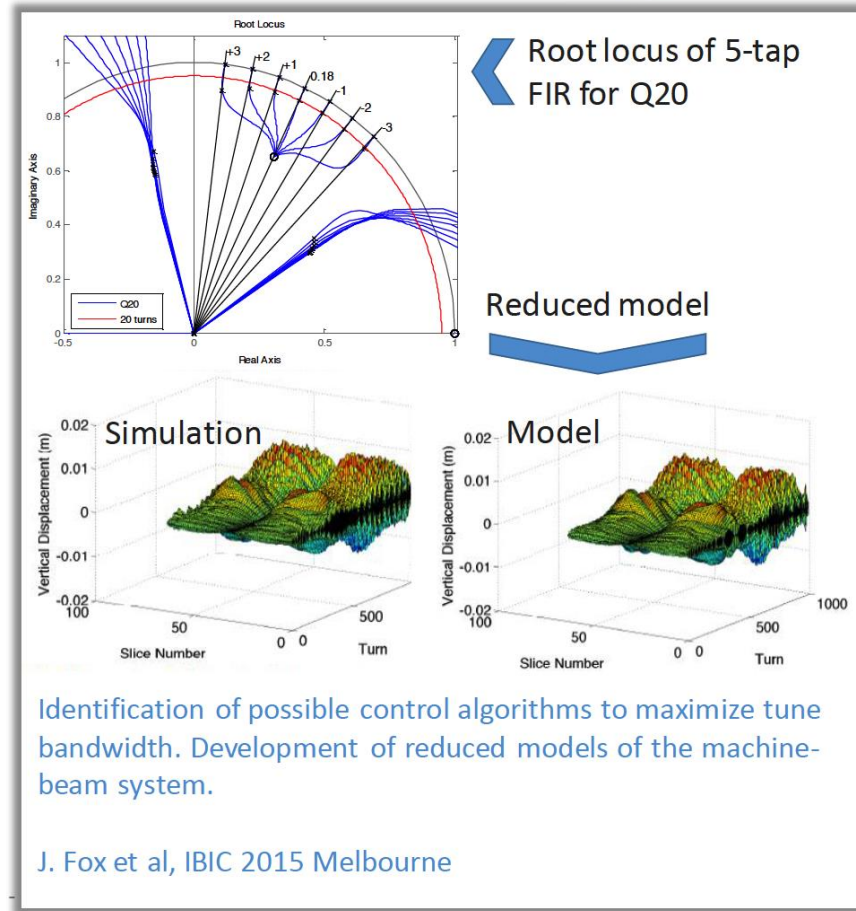 Root Locus
+3
+2
+1
0.18
-1
-2
-3
1
0.8
0.6
0.4
0.2
0
Imaginary Axis
Q20
20 turns
-0.5
0
0.5
1
Real Axis
Root locus of 5-tap
FIR for Q20
Reduced model
Simulation
0.02
0.01
0
-0.01
-0.02
Vertical Displacement (m)
100
50
0
0
500
Slice Number
Turn
Model
0.02
0.01
0
-0.01
-0.02
Vertical Displacement (m)
100
50
0
0
500
1000
Slice Number
Turn
Identification of possible control algorithms to maximize tune
bandwidth. Development of reduced models of the machine-
beam system.
J. Fox et al, IBIC 2015 Melbourne